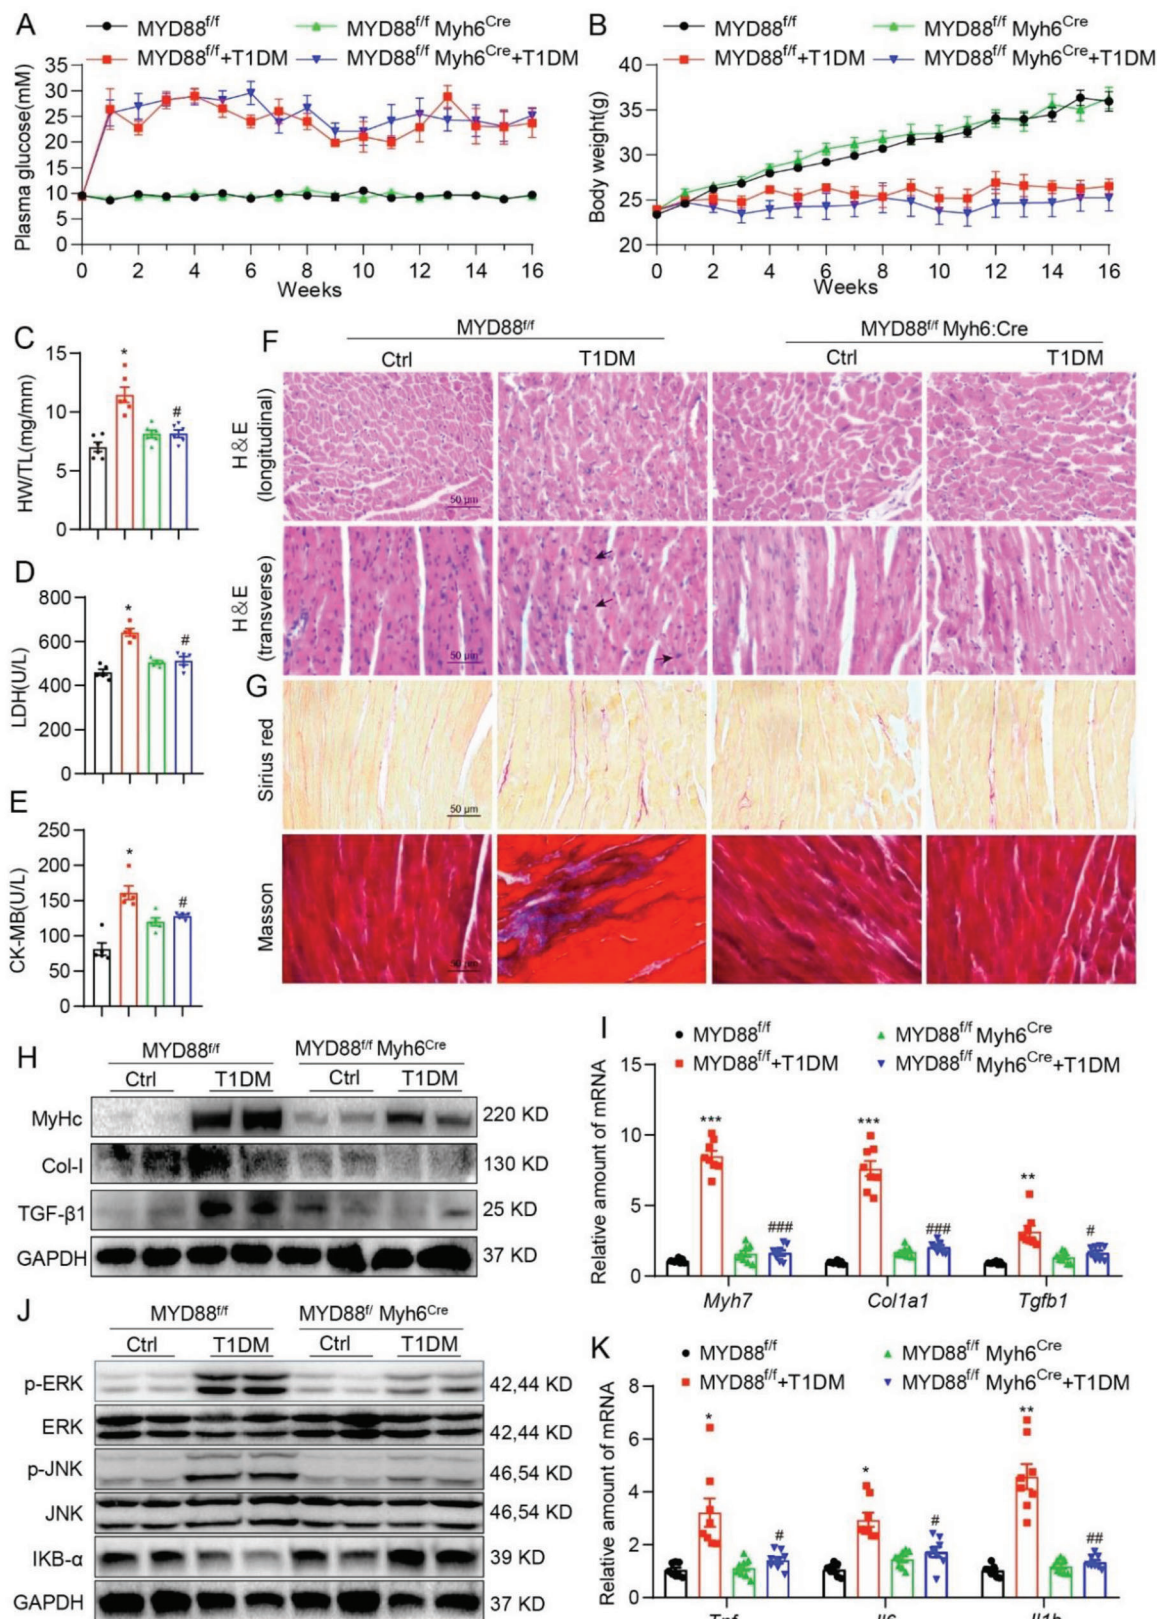 A
MYD88f/f
MYD88f/f Myh6Cre
MYD88f/f+T1DM
MYD88f/f Myh6Cre+T1DM
Plasma glucose(mM)
35
30
25
20
15
10
5
0
0 2 4 6 8 10 12 14 16
Weeks
B
MYD88f/f
MYD88f/f Myh6Cre
MYD88f/f+T1DM
MYD88f/f Myh6Cre+T1DM
Body weight(g)
40
35
30
25
20
0 2 4 6 8 10 12 14 16
Weeks
C
HW/TL(mg/mm)
15
10
5
0
*
#
D
LDH(U/L)
800
600
400
200
0
*
#
E
CK-MB(U/L)
250
200
150
100
50
0
*
#
F
MYD88f/f
MYD88f/f Myh6:Cre
Ctrl
T1DM
Ctrl
T1DM
H&E
(longitudinal)
50 μm
H&E
(transverse)
50 μm
G
Sirius red
50 μm
Masson
50 μm
H
MYD88f/f
MYD88f/f Myh6Cre
Ctrl
T1DM
Ctrl
T1DM
MyHc
220 KD
Col-I
130 KD
TGF-β1
25 KD
GAPDH
37 KD
I
MYD88f/f
MYD88f/f Myh6Cre
MYD88f/f+T1DM
MYD88f/f Myh6Cre+T1DM
Relative amount of mRNA
15
10
5
0
***
###
***
###
**
#
Myh7
Col1a1
Tgfb1
J
MYD88f/f
MYD88f/ Myh6Cre
Ctrl
T1DM
Ctrl
T1DM
p-ERK
42,44 KD
ERK
42,44 KD
p-JNK
46,54 KD
JNK
46,54 KD
IKB-α
39 KD
GAPDH
37 KD
K
MYD88f/f
MYD88f/f Myh6Cre
MYD88f/f+T1DM
MYD88f/f Myh6Cre+T1DM
Relative amount of mRNA
8
6
4
2
0
*
#
*
#
**
##
Tnf
Il6
Il1b